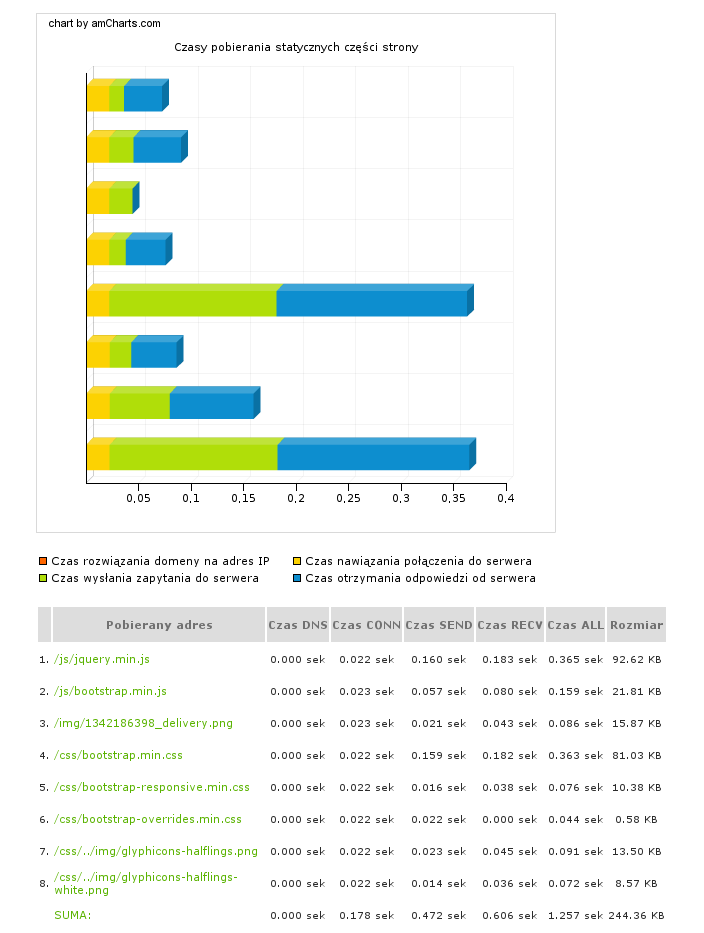 chart by amCharts.com
Czasy pobierania statycznych części strony
0,05 0,1 0,15 0,2 0,25 0,3 0,35 0,4
Czas rozwiązania domeny na adres IP Czas nawiązania połączenia do serwera
Czas wysłania zapytania do serwera Czas otrzymania odpowiedzi od serwera
Pobierany adres Czas DNS Czas CONN Czas SEND Czas RECV Czas ALL Rozmiar
1. /js/jquery.min.js 0.000 sek 0.022 sek 0.160 sek 0.183 sek 0.365 sek 92.62 KB
2. /js/bootstrap.min.js 0.000 sek 0.023 sek 0.057 sek 0.080 sek 0.159 sek 21.81 KB
3. /img/1342186398_delivery.png 0.000 sek 0.023 sek 0.021 sek 0.043 sek 0.086 sek 15.87 KB
4. /css/bootstrap.min.css 0.000 sek 0.022 sek 0.159 sek 0.182 sek 0.363 sek 81.03 KB
5. /css/bootstrap-responsive.min.css 0.000 sek 0.022 sek 0.016 sek 0.038 sek 0.076 sek 10.38 KB
6. /css/bootstrap-overrides.min.css 0.000 sek 0.022 sek 0.022 sek 0.000 sek 0.044 sek 0.58 KB
7. /css/../img/glyphicons-halflings.png 0.000 sek 0.022 sek 0.023 sek 0.045 sek 0.091 sek 13.50 KB
8. /css/../img/glyphicons-halflings- 0.000 sek 0.022 sek 0.014 sek 0.036 sek 0.072 sek 8.57 KB
white.png
SUMA: 0.000 sek 0.178 sek 0.472 sek 0.606 sek 1.257 sek 244.36 KB